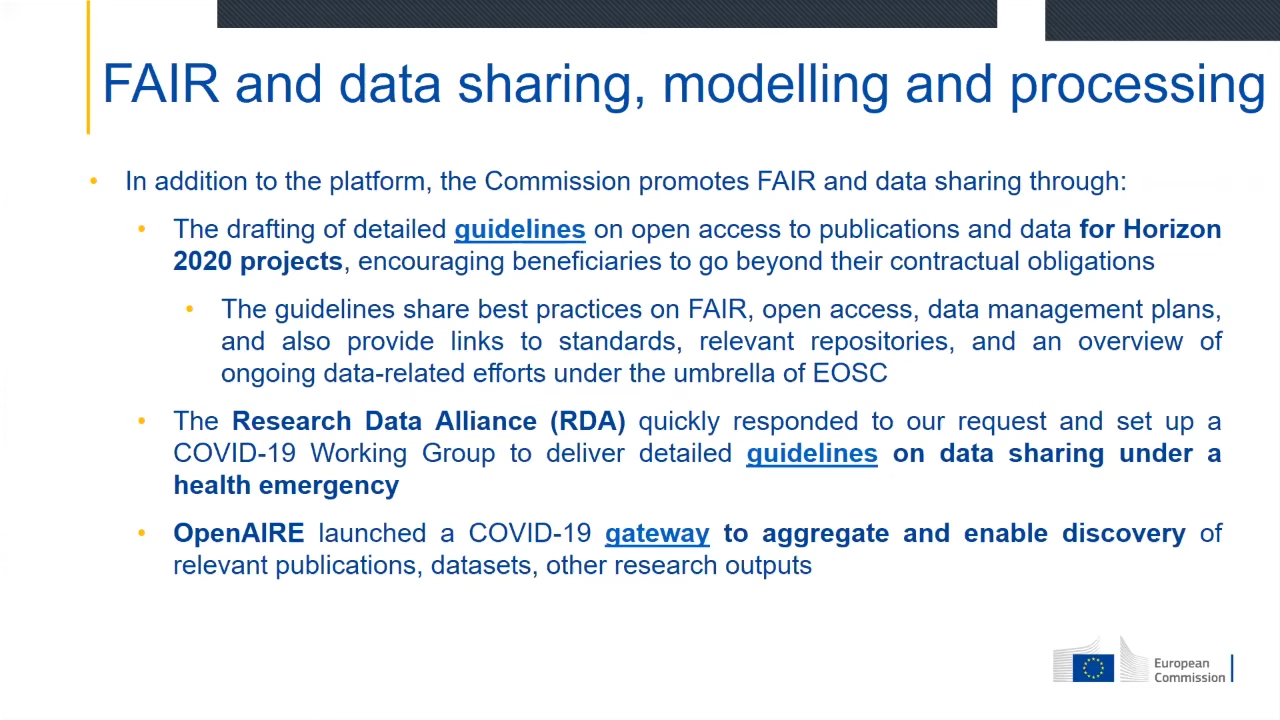 FAIR and data sharing, modelling and processing
• In addition to the platform, the Commission promotes FAIR and data sharing through:
• The drafting of detailed guidelines on open access to publications and data for Horizon
2020 projects, encouraging beneficiaries to go beyond their contractual obligations
• The guidelines share best practices on FAIR, open access, data management plans,
and also provide links to standards, relevant repositories, and an overview of
ongoing data-related efforts under the umbrella of EOSC
• The Research Data Alliance (RDA) quickly responded to our request and set up a
COVID-19 Working Group to deliver detailed guidelines on data sharing under a
health emergency
• OpenAIRE launched a COVID-19 gateway to aggregate and enable discovery of
relevant publications, datasets, other research outputs
European
Commission